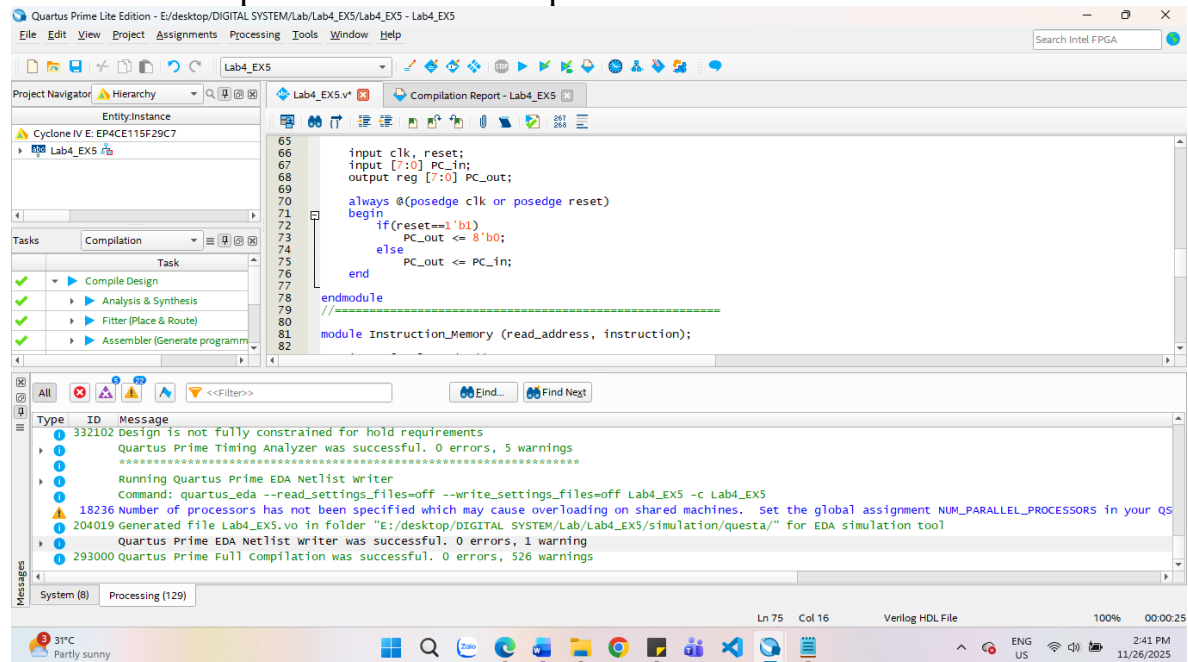 Quartus Prime Lite Edition - E:/desktop/DIGITAL SYSTEM/Lab/Lab4_EX5/Lab4_EX5 - Lab4_EX5
File Edit View Project Assignments Processing Tools Window Help
Search Intel FPGA
Lab4_EX5
Project Navigator Hierarchy
Entity:Instance
Cyclone IV E: EP4CE115F29C7
Lab4_EX5
Tasks Compilation
Task
Compile Design
Analysis & Synthesis
Fitter (Place & Route)
Assembler (Generate programm
Lab4_EX5.v* Compilation Report - Lab4_EX5
267
268
65
66 input clk, reset;
67 input [7:0] PC_in;
68 output reg [7:0] PC_out;
69
70 always @(posedge clk or posedge reset)
71 begin
72 if(reset==1'b1)
73 PC_out <= 8'b0;
74 else
75 PC_out <= PC_in;
76 end
77
78 endmodule
79 //========================================================
80
81 module Instruction_Memory (read_address, instruction);
82
All 5 22 <<Filter>> Find... Find Next
Type ID Message
332102 Design is not fully constrained for hold requirements
Quartus Prime Timing Analyzer was successful. 0 errors, 5 warnings
*******************************************************************
Running Quartus Prime EDA Netlist Writer
Command: quartus_eda --read_settings_files=off --write_settings_files=off Lab4_EX5 -c Lab4_EX5
18236 Number of processors has not been specified which may cause overloading on shared machines. Set the global assignment NUM_PARALLEL_PROCESSORS in your QS
204019 Generated file Lab4_EX5.vo in folder "E:/desktop/DIGITAL SYSTEM/Lab/Lab4_EX5/simulation/questa/" for EDA simulation tool
Quartus Prime EDA Netlist Writer was successful. 0 errors, 1 warning
293000 Quartus Prime Full Compilation was successful. 0 errors, 526 warnings
Messages
System (8) Processing (129)
Ln 75 Col 16 Verilog HDL File 100% 00:00:25
3 31°C
Partly sunny
Zalo
ENG
US
2:41 PM
11/26/2025